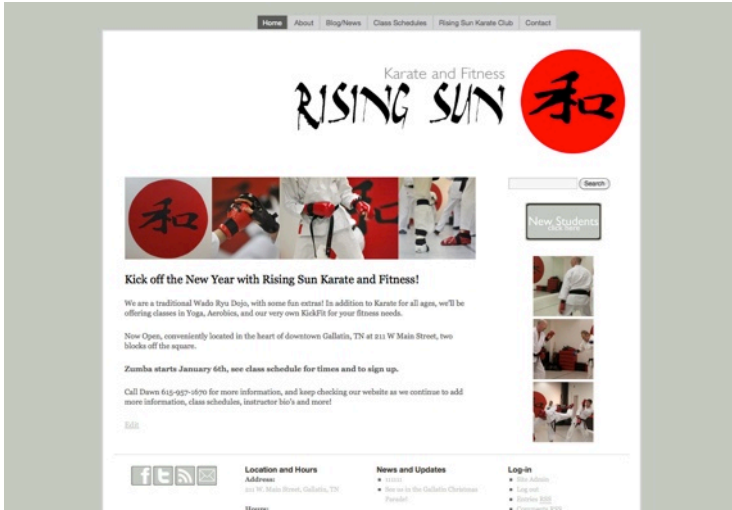 Home About Blog/News Class Schedules Rising Sun Karate Club Contact
Karate and Fitness
RISING SUN
和
Search
和
New Students
click here
Kick off the New Year with Rising Sun Karate and Fitness!
We are a traditional Wado Ryu Dojo, with some fun extras! In addition to Karate for all ages, we'll be
offering classes in Yoga, Aerobics, and our very own KickFit for your fitness needs.
Now Open, conveniently located in the heart of downtown Gallatin, TN at 211 W Main Street, two
blocks off the square.
Zumba starts January 6th, see class schedule for times and to sign up.
Call Dawn 615-957-1670 for more information, and keep checking our website as we continue to add
more information, class schedules, instructor bio's and more!
Edit
Location and Hours
Address:
211 W. Main Street, Gallatin, TN
Hours:
News and Updates
See us in the Gallatin Christmas
Parade!
Log-in
Site Admin
Log out
Entries RSS
Comments RSS